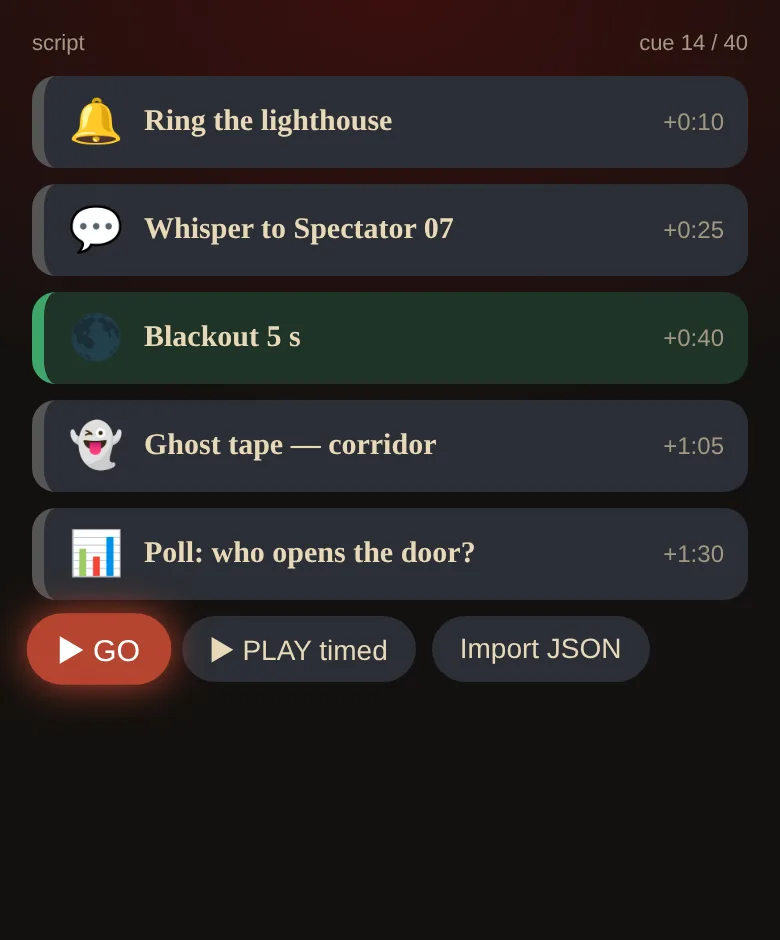 script
cue 14 / 40
Ring the lighthouse +0:10
Whisper to Spectator 07 +0:25
Blackout 5 s +0:40
Ghost tape — corridor +1:05
Poll: who opens the door? +1:30
▶ GO
▶ PLAY timed
Import JSON